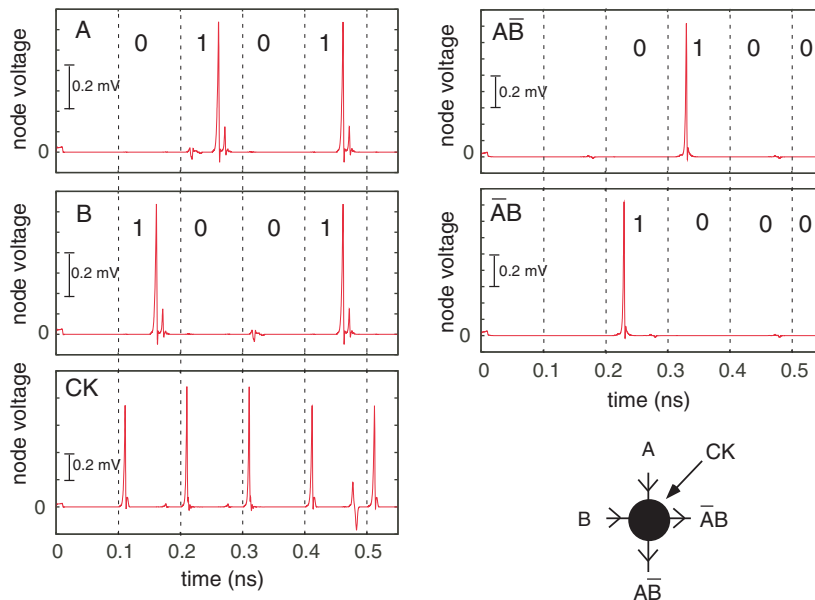 A
0 1 0 1
node voltage
0.2 mV
0
B
1 0 0 1
node voltage
0.2 mV
0
CK
node voltage
0.2 mV
0
0 0.1 0.2 0.3 0.4 0.5
time (ns)
AB̅
0 1 0 0
node voltage
0.2 mV
0
A̅B
1 0 0 0
node voltage
0.2 mV
0
0 0.1 0.2 0.3 0.4 0.5
time (ns)
A
CK
B
A̅B
AB̅